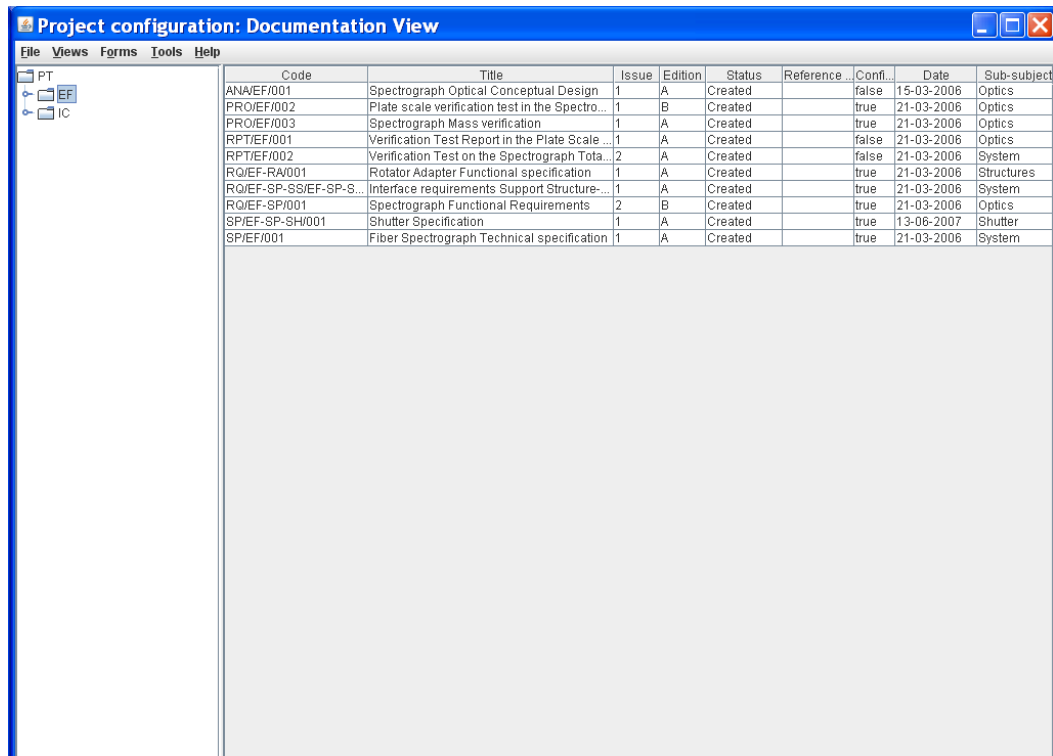 Project configuration: Documentation View
File Views Forms Tools Help
PT
EF
IC
Code Title Issue Edition Status Reference ... Confi... Date Sub-subject
ANA/EF/001 Spectrograph Optical Conceptual Design 1 A Created false 15-03-2006 Optics
PRO/EF/002 Plate scale verification test in the Spectro... 1 B Created true 21-03-2006 Optics
PRO/EF/003 Spectrograph Mass verification 1 A Created true 21-03-2006 Optics
RPT/EF/001 Verification Test Report in the Plate Scale ... 1 A Created false 21-03-2006 Optics
RPT/EF/002 Verification Test on the Spectrograph Tota... 2 A Created false 21-03-2006 System
RQ/EF-RA/001 Rotator Adapter Functional specification 1 A Created true 21-03-2006 Structures
RQ/EF-SP-SS/EF-SP-S... Interface requirements Support Structure-... 1 A Created true 21-03-2006 System
RQ/EF-SP/001 Spectrograph Functional Requirements 2 B Created true 21-03-2006 Optics
SP/EF-SP-SH/001 Shutter Specification 1 A Created true 13-06-2007 Shutter
SP/EF/001 Fiber Spectrograph Technical specification 1 A Created true 21-03-2006 System